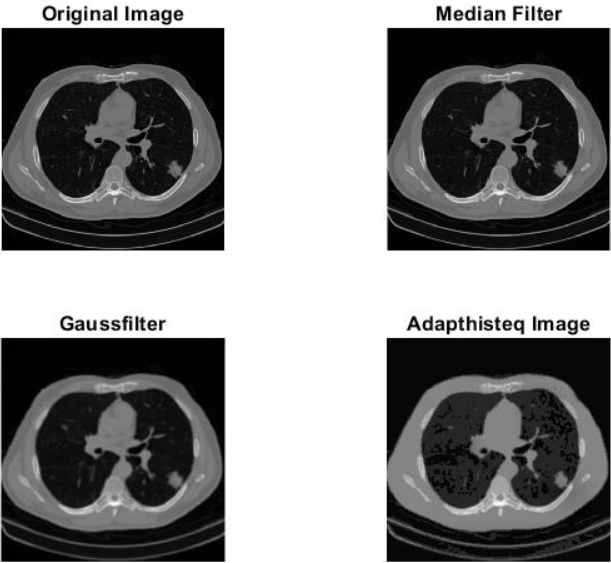 Original Image
Median Filter
Gaussfilter
Adapthisteq Image